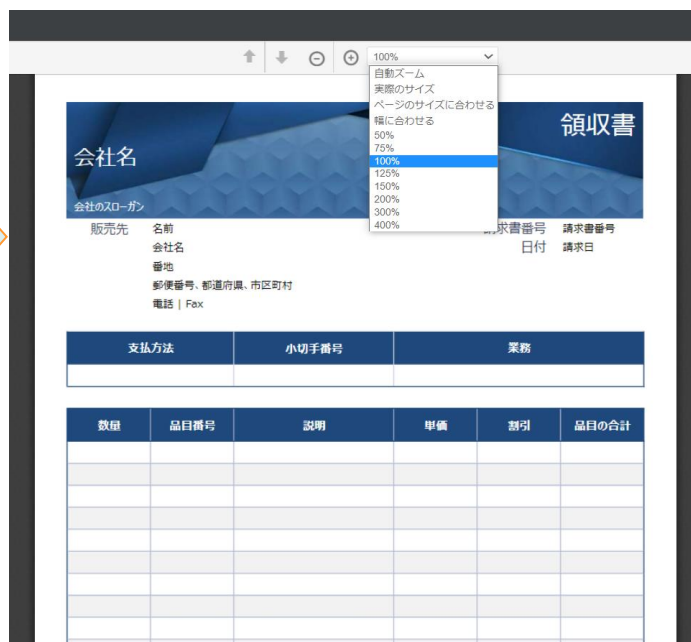 100%
自動ズーム
実際のサイズ
ページのサイズに合わせる
幅に合わせる
50%
75%
100%
125%
150%
200%
300%
400%
領収書
会社名
会社のスローガン
販売先 名前
会社名
番地
郵便番号、都道府県、市区町村
電話 | Fax
求書番号 請求書番号
日付 請求日
支払方法 小切手番号 業務
数量 品目番号 説明 単価 割引 品目の合計